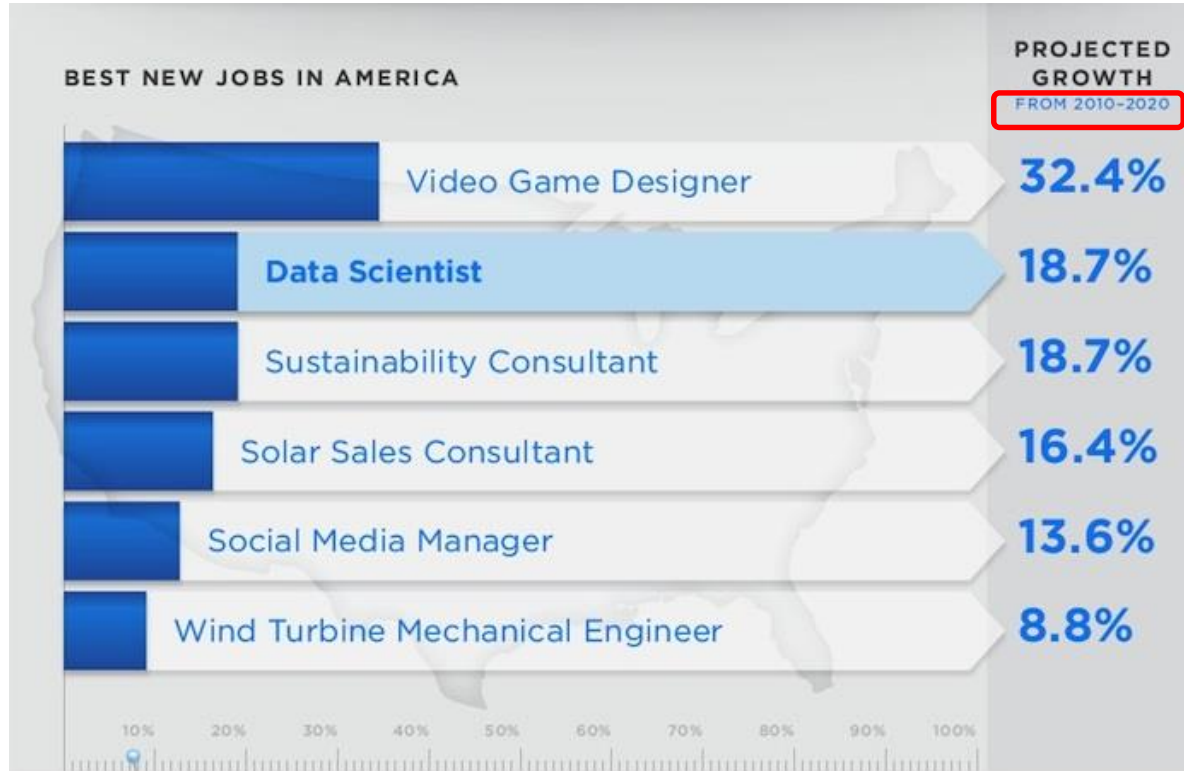 BEST NEW JOBS IN AMERICA
PROJECTED
GROWTH
FROM 2010-2020
Video Game Designer 32.4%
Data Scientist 18.7%
Sustainability Consultant 18.7%
Solar Sales Consultant 16.4%
Social Media Manager 13.6%
Wind Turbine Mechanical Engineer 8.8%
10% 20% 30% 40% 50% 60% 70% 80% 90% 100%